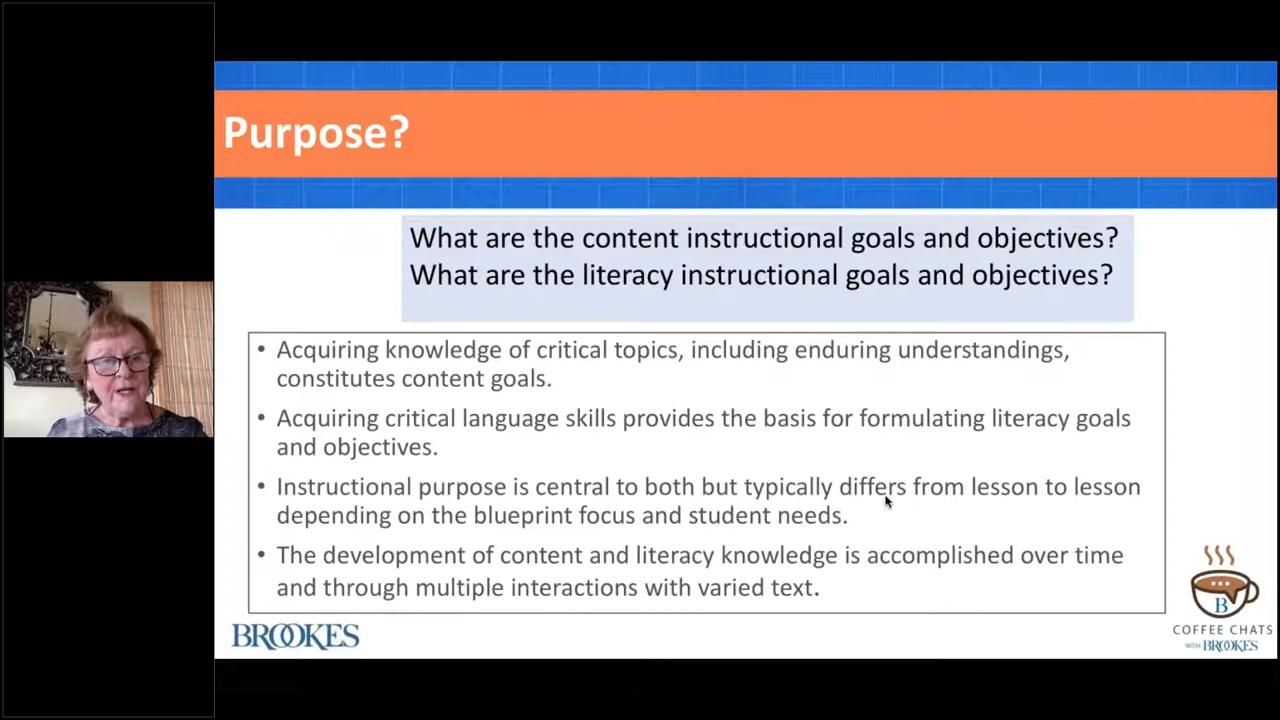 Purpose?
What are the content instructional goals and objectives?
What are the literacy instructional goals and objectives?
• Acquiring knowledge of critical topics, including enduring understandings,
constitutes content goals.
• Acquiring critical language skills provides the basis for formulating literacy goals
and objectives.
• Instructional purpose is central to both but typically differs from lesson to lesson
depending on the blueprint focus and student needs.
• The development of content and literacy knowledge is accomplished over time
and through multiple interactions with varied text.
BROOKES
B
COFFEE CHATS
WITH BROOKES